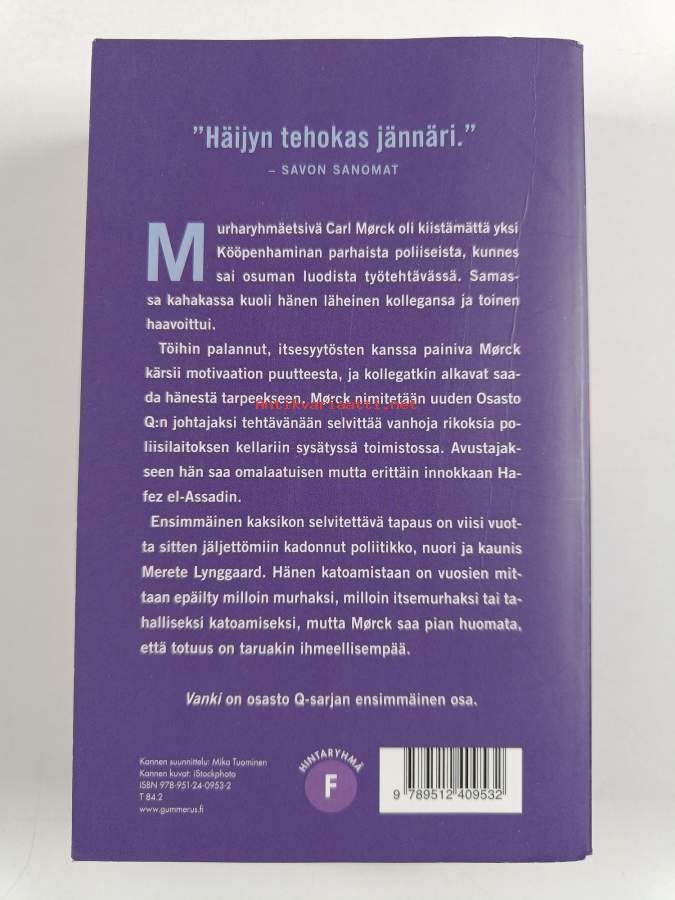 ”Häijyn tehokas jännäri.”
– SAVON SANOMAT
Murharyhmäetsivä Carl Mørck oli kiistämättä yksi
Kööpenhaminan parhaista poliiseista, kunnes
sai osuman luodista työtehtävässä. Samas-
sa kahakassa kuoli hänen läheinen kollegansa ja toinen
haavoittui.
Töihin palannut, itsesyytösten kanssa painiva Mørck
kärsii motivaation puutteesta, ja kollegatkin alkavat saa-
da hänestä tarpeekseen. Mørck nimitetään uuden Osasto
Antikvariaatti.net
Q:n johtajaksi tehtävänään selvittää vanhoja rikoksia po-
liisilaitoksen kellariin sysätyssä toimistossa. Avustajak-
seen hän saa omalaatuisen mutta erittäin innokkaan Ha-
fez el-Assadin.
Ensimmäinen kaksikon selvitettävä tapaus on viisi vuot-
ta sitten jäljettömiin kadonnut poliitikko, nuori ja kaunis
Merete Lynggaard. Hänen katoamistaan on vuosien mit-
taan epäilty milloin murhaksi, milloin itsemurhaksi tai ta-
halliseksi katoamiseksi, mutta Mørck saa pian huomata,
että totuus on taruakin ihmeellisempää.
Vanki on osasto Q-sarjan ensimmäinen osa.
Kannen suunnittelu: Mika Tuominen
Kannen kuvat: iStockphoto
ISBN 978-951-24-0953-2
T 84.2
www.gummerus.fi
HINTARYHMÄ
F
9 789512 409532